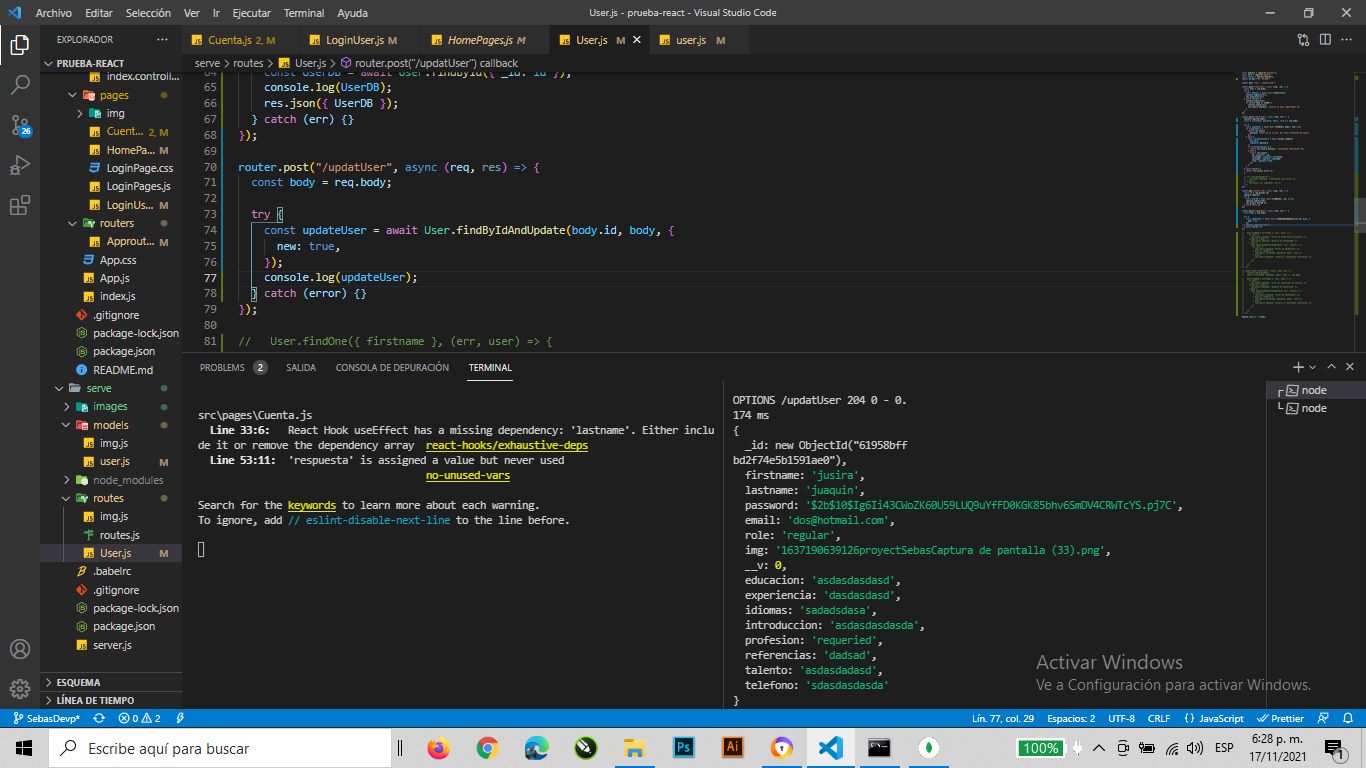 Archivo Editar Selección Ver Ir Ejecutar Terminal Ayuda
User.js - prueba-react - Visual Studio Code
EXPLORADOR
Cuenta.js 2, M
LoginUser.js M
HomePages.js M
User.js M
user.js M
PRUEBA-REACT
index.controll...
pages
img
Cuent... 2, M
HomePa... M
LoginPage.css
LoginPages.js
LoginUs... M
routers
Approut... M
App.css
App.js
index.js
.gitignore
package-lock.json
package.json
README.md
serve
images
models
img.js
user.js M
node_modules
routes
img.js
routes.js
User.js M
.babelrc
.gitignore
package-lock.json
package.json
server.js
ESQUEMA
LÍNEA DE TIEMPO
26
serve > routes > User.js > router.post("/updatUser") callback
64 const UserDB = await User.findById({ _id: id });
65 console.log(UserDB);
66 res.json({ UserDB });
67 } catch (err) {}
68 });
69
70 router.post("/updatUser", async (req, res) => {
71 const body = req.body;
72
73 try {
74 const updateUser = await User.findByIdAndUpdate(body.id, body, {
75 new: true,
76 });
77 console.log(updateUser);
78 } catch (error) {}
79 });
80
81 // User.findOne({ firstname }, (err, user) => {
PROBLEMS 2 SALIDA CONSOLA DE DEPURACIÓN TERMINAL
src\pages\Cuenta.js
Line 33:6: React Hook useEffect has a missing dependency: 'lastname'. Either inclu
de it or remove the dependency array react-hooks/exhaustive-deps
Line 53:11: 'respuesta' is assigned a value but never used
no-unused-vars
Search for the keywords to learn more about each warning.
To ignore, add // eslint-disable-next-line to the line before.
OPTIONS /updatUser 204 0 - 0.
174 ms
{
_id: new ObjectId("61958bff
bd2f74e5b1591ae0"),
firstname: 'jusira',
lastname: 'juaquin',
password: '$2b$10$Ig6Ii43CWoZK60U59LUQ9uYfFD0KGK85bhv6SmDV4CRWTcYS.pj7C',
email: 'dos@hotmail.com',
role: 'regular',
img: '1637190639126proyectSebasCaptura de pantalla (33).png',
__v: 0,
educacion: 'asdasdasdasd',
experiencia: 'dasdasdasd',
idiomas: 'sadadsdasa',
introduccion: 'asdasdasdasda',
profesion: 'requeried',
referencias: 'dadsad',
talento: 'asdasdadasd',
telefono: 'sdasdasdasda'
}
node
node
Activar Windows
Ve a Configuración para activar Windows.
SebasDevp* 0 2
Lín. 77, col. 29 Espacios: 2 UTF-8 CRLF {} JavaScript Prettier
Escribe aquí para buscar
Ps
Ai
100%
ESP
6:28 p. m.
17/11/2021
1